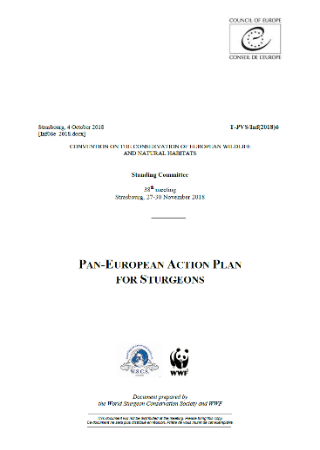 COUNCIL OF EUROPE
CONSEIL DE L'EUROPE
Strasbourg, 4 October 2018
T-PVS/Inf(2018)6
[Inf06e_2018.docx]
CONVENTION ON THE CONSERVATION OF EUROPEAN WILDLIFE
AND NATURAL HABITATS
Standing Committee
38th meeting
Strasbourg, 27-30 November 2018
PAN-EUROPEAN ACTION PLAN
FOR STURGEONS
WSCS
WWF
Document prepared by
the World Sturgeon Conservation Society and WWF
This document will not be distributed at the meeting. Please bring this copy.
Ce document ne sera plus distribué en réunion. Prière de vous munir de cet exemplaire.